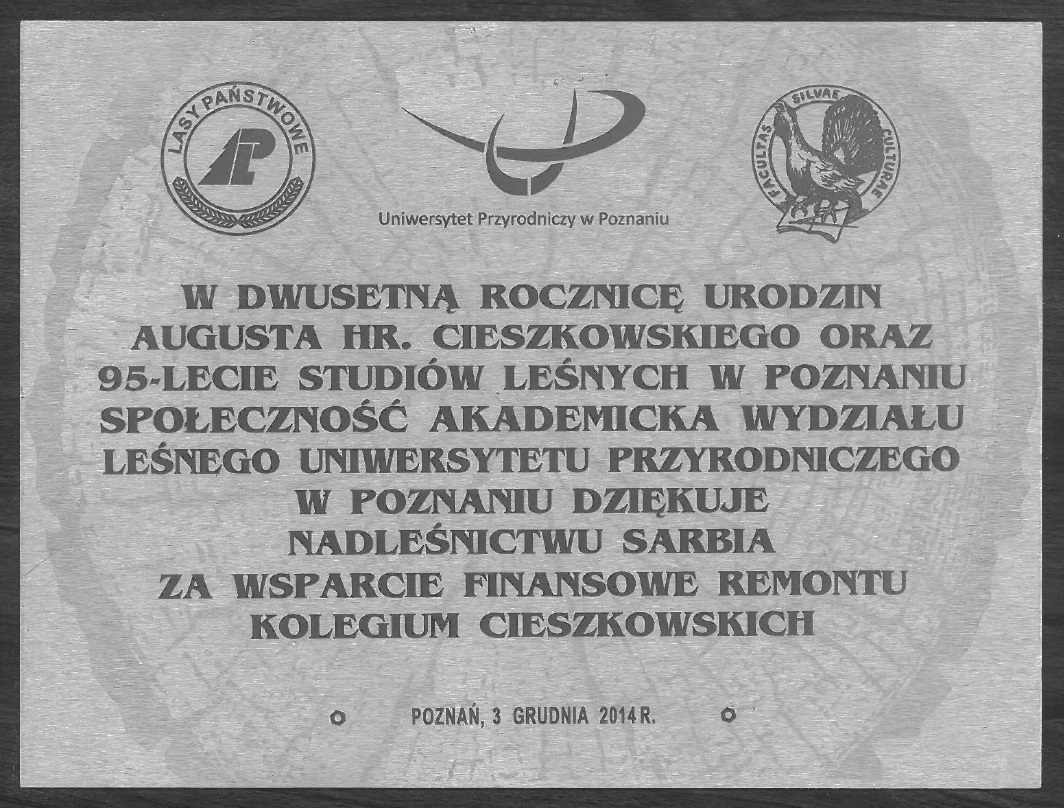 LASY PAŃSTWOWE
LP
Uniwersytet Przyrodniczy w Poznaniu
FACULTAS SILVAE CULTURAE
W DWUSETNĄ ROCZNICĘ URODZIN
AUGUSTA HR. CIESZKOWSKIEGO ORAZ
95-LECIE STUDIÓW LEŚNYCH W POZNANIU
SPOŁECZNOŚĆ AKADEMICKA WYDZIAŁU
LEŚNEGO UNIWERSYTETU PRZYRODNICZEGO
W POZNANIU DZIĘKUJE
NADLEŚNICTWU SARBIA
ZA WSPARCIE FINANSOWE REMONTU
KOLEGIUM CIESZKOWSKICH
POZNAŃ, 3 GRUDNIA 2014 R.